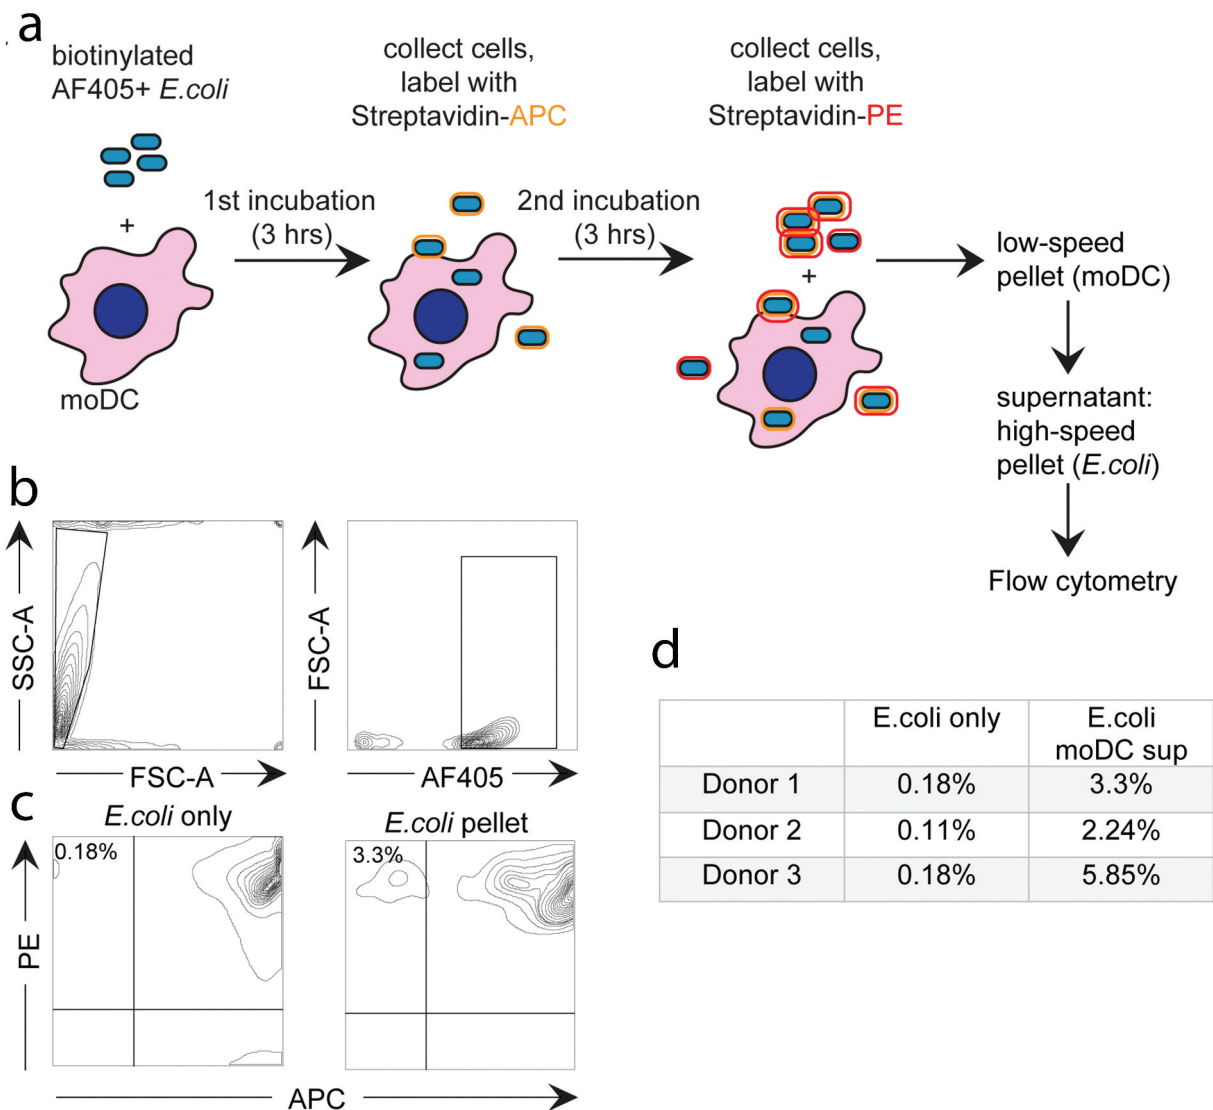 a
biotinylated
AF405+ E.coli
collect cells,
label with
Streptavidin-APC
collect cells,
label with
Streptavidin-PE
+
1st incubation
(3 hrs)
2nd incubation
(3 hrs)
+
low-speed
pellet (moDC)
moDC
supernatant:
high-speed
pellet (E.coli)
Flow cytometry
b
SSC-A
FSC-A
FSC-A
AF405
c
E.coli only
E.coli pellet
0.18%
3.3%
PE
APC
d
E.coli only
E.coli
moDC sup
Donor 1 0.18% 3.3%
Donor 2 0.11% 2.24%
Donor 3 0.18% 5.85%